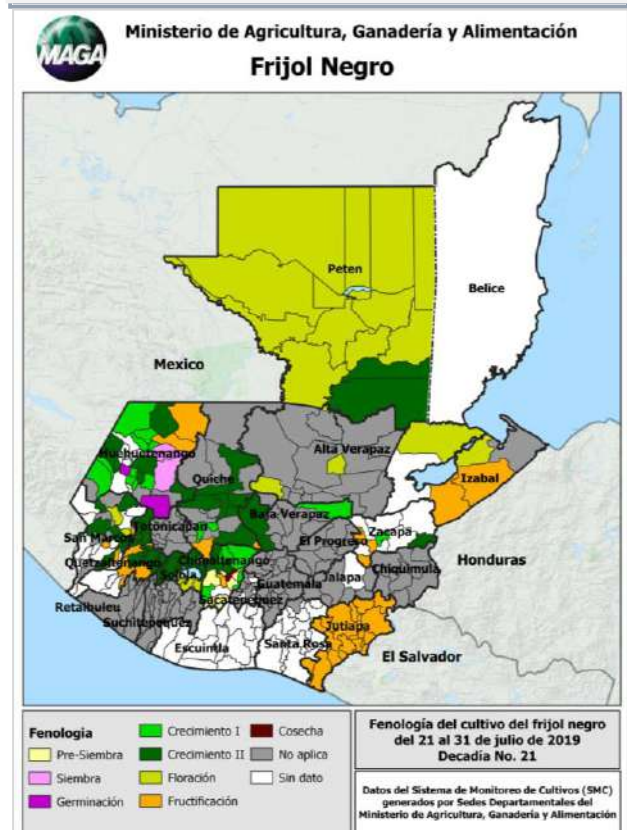 MAGA
Ministerio de Agricultura, Ganadería y Alimentación
Frijol Negro
Peten
Belice
Mexico
Huehuetenango
Alta Verapaz
Izabal
Quiche
Baja Verapaz
Zacapa
Totonicapan
San Marcos
El Progreso
Honduras
Quetzaltenango
Chimaltenango
Chiquimula
Solola
Guatemala
Jalapa
Sacatepequez
Retalhuleu
Suchitepequez
Jutiapa
Escuintla
Santa Rosa
El Salvador
Fenologia
Pre-Siembra
Siembra
Germinación
Crecimiento I
Crecimiento II
Floración
Fructificación
Cosecha
No aplica
Sin dato
Fenología del cultivo del frijol negro
del 21 al 31 de julio de 2019
Decadía No. 21
Datos del Sistema de Monitoreo de Cultivos (SMC)
generados por Sedes Departamentales del
Ministerio de Agricultura, Ganadería y Alimentación